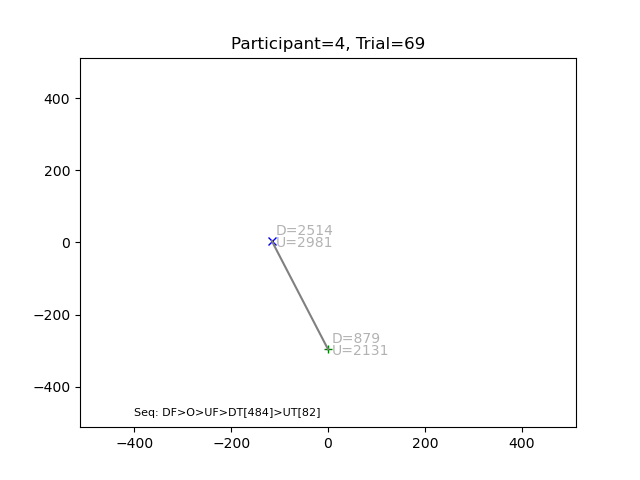 Participant=4, Trial=69
400
200
0
−200
−400
D=2514
U=2981
D=879
U=2131
Seq: DF>O>UF>DT[484]>UT[82]
−400 −200 0 200 400